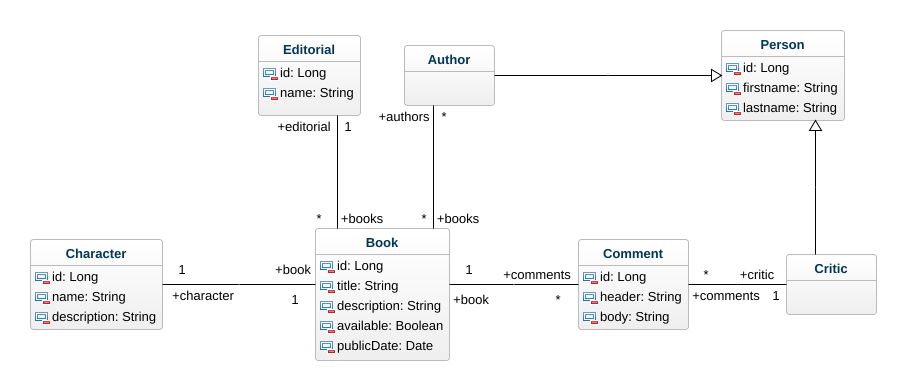 Editorial
id: Long
name: String
Author
Person
id: Long
firstname: String
lastname: String
+editorial 1
+authors *
* +books
* +books
Character
id: Long
name: String
description: String
1
+character
+book
1
Book
id: Long
title: String
description: String
available: Boolean
publicDate: Date
1
+book
+comments
*
Comment
id: Long
header: String
body: String
*
+comments
+critic
1
Critic